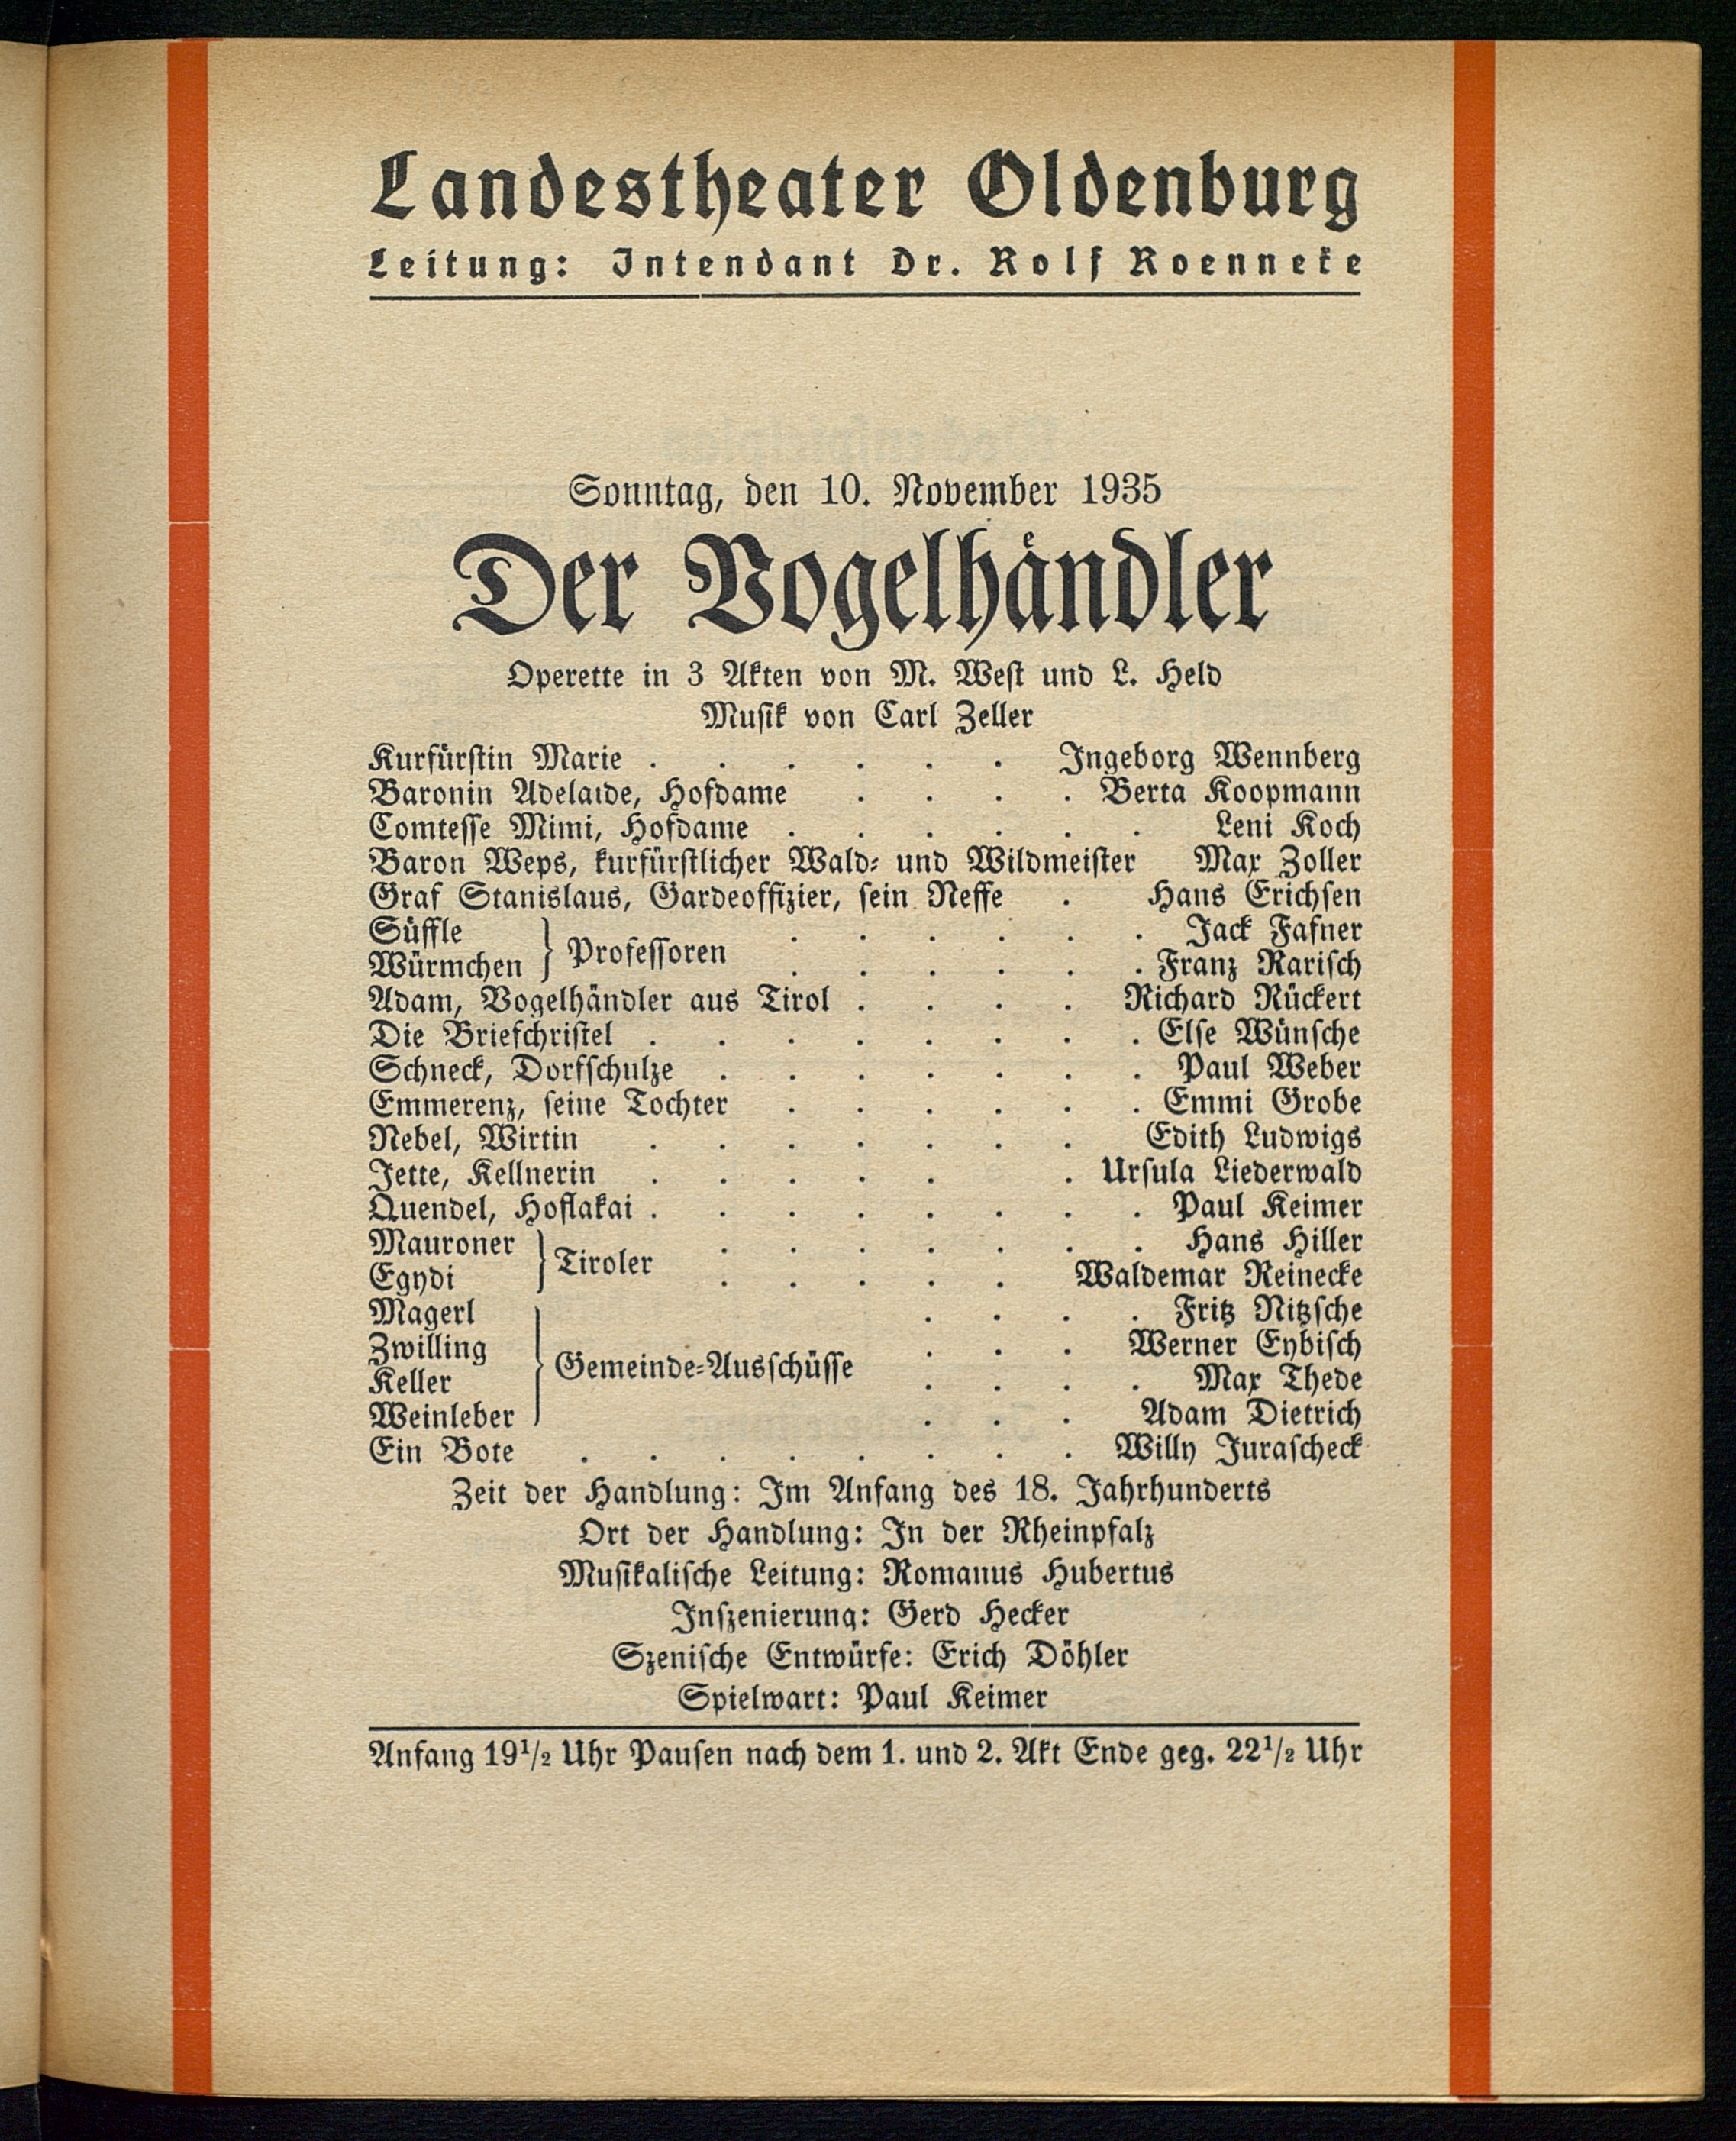 Landestheater Oldenburg
Leitung: Intendant Dr. Rolf Roenneke
Sonntag, den 10. November 1935
Der Vogelhändler
Operette in 3 Akten von M. West und L. Held
Musik von Carl Zeller
Kurfürstin Marie . . . . . . Ingeborg Wennberg
Baronin Adelaide, Hofdame . . . . Berta Koopmann
Comtesse Mimi, Hofdame . . . . . . Leni Koch
Baron Weps, kurfürstlicher Wald- und Wildmeister Max Zoller
Graf Stanislaus, Gardeoffizier, sein Neffe . Hans Erichsen
Süffle } Professoren . . . . . . Jack Fafner
Würmchen } . . . . . . Franz Rarisch
Adam, Vogelhändler aus Tirol . . . . Richard Rückert
Die Briefchristel . . . . . . . . Else Wünsche
Schneck, Dorfschulze . . . . . . . Paul Weber
Emmerenz, seine Tochter . . . . . . Emmi Grobe
Nebel, Wirtin . . . . . . . Edith Ludwigs
Jette, Kellnerin . . . . . . Ursula Liederwald
Quendel, Hoflakai . . . . . . . . Paul Keimer
Mauroner } Tiroler . . . . . . . Hans Hiller
Egydi } . . . . . Waldemar Reinecke
Magerl } Gemeinde-Ausschüsse . . . . Fritz Nitzsche
Zwilling . . . Werner Eybisch
Keller . . . . Max Thede
Weinleber . . . Adam Dietrich
Ein Bote . . . . . . . . Willy Jurascheck
Zeit der Handlung: Im Anfang des 18. Jahrhunderts
Ort der Handlung: In der Rheinpfalz
Musikalische Leitung: Romanus Hubertus
Inszenierung: Gerd Hecker
Szenische Entwürfe: Erich Döhler
Spielwart: Paul Keimer
Anfang 19 1/2 Uhr Pausen nach dem 1. und 2. Akt Ende geg. 22 1/2 Uhr